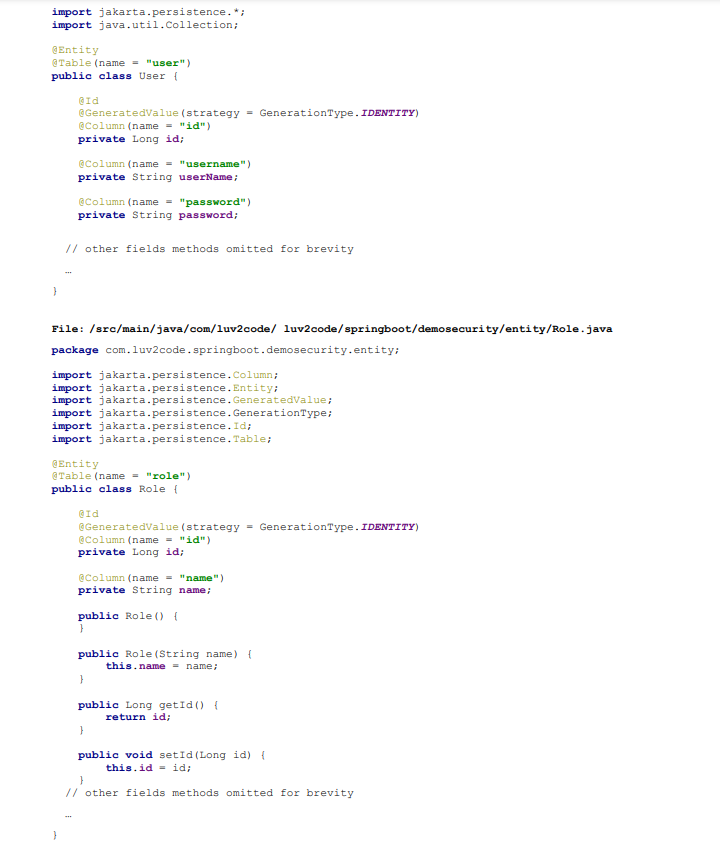 import jakarta.persistence.*;
import java.util.Collection;
@Entity
@Table(name = "user")
public class User {
@Id
@GeneratedValue(strategy = GenerationType.IDENTITY)
@Column(name = "id")
private Long id;
@Column(name = "username")
private String userName;
@Column(name = "password")
private String password;
// other fields methods omitted for brevity
…
}
File: /src/main/java/com/luv2code/ luv2code/springboot/demosecurity/entity/Role.java
package com.luv2code.springboot.demosecurity.entity;
import jakarta.persistence.Column;
import jakarta.persistence.Entity;
import jakarta.persistence.GeneratedValue;
import jakarta.persistence.GenerationType;
import jakarta.persistence.Id;
import jakarta.persistence.Table;
@Entity
@Table(name = "role")
public class Role {
@Id
@GeneratedValue(strategy = GenerationType.IDENTITY)
@Column(name = "id")
private Long id;
@Column(name = "name")
private String name;
public Role() {
}
public Role(String name) {
this.name = name;
}
public Long getId() {
return id;
}
public void setId(Long id) {
this.id = id;
}
// other fields methods omitted for brevity
…
}